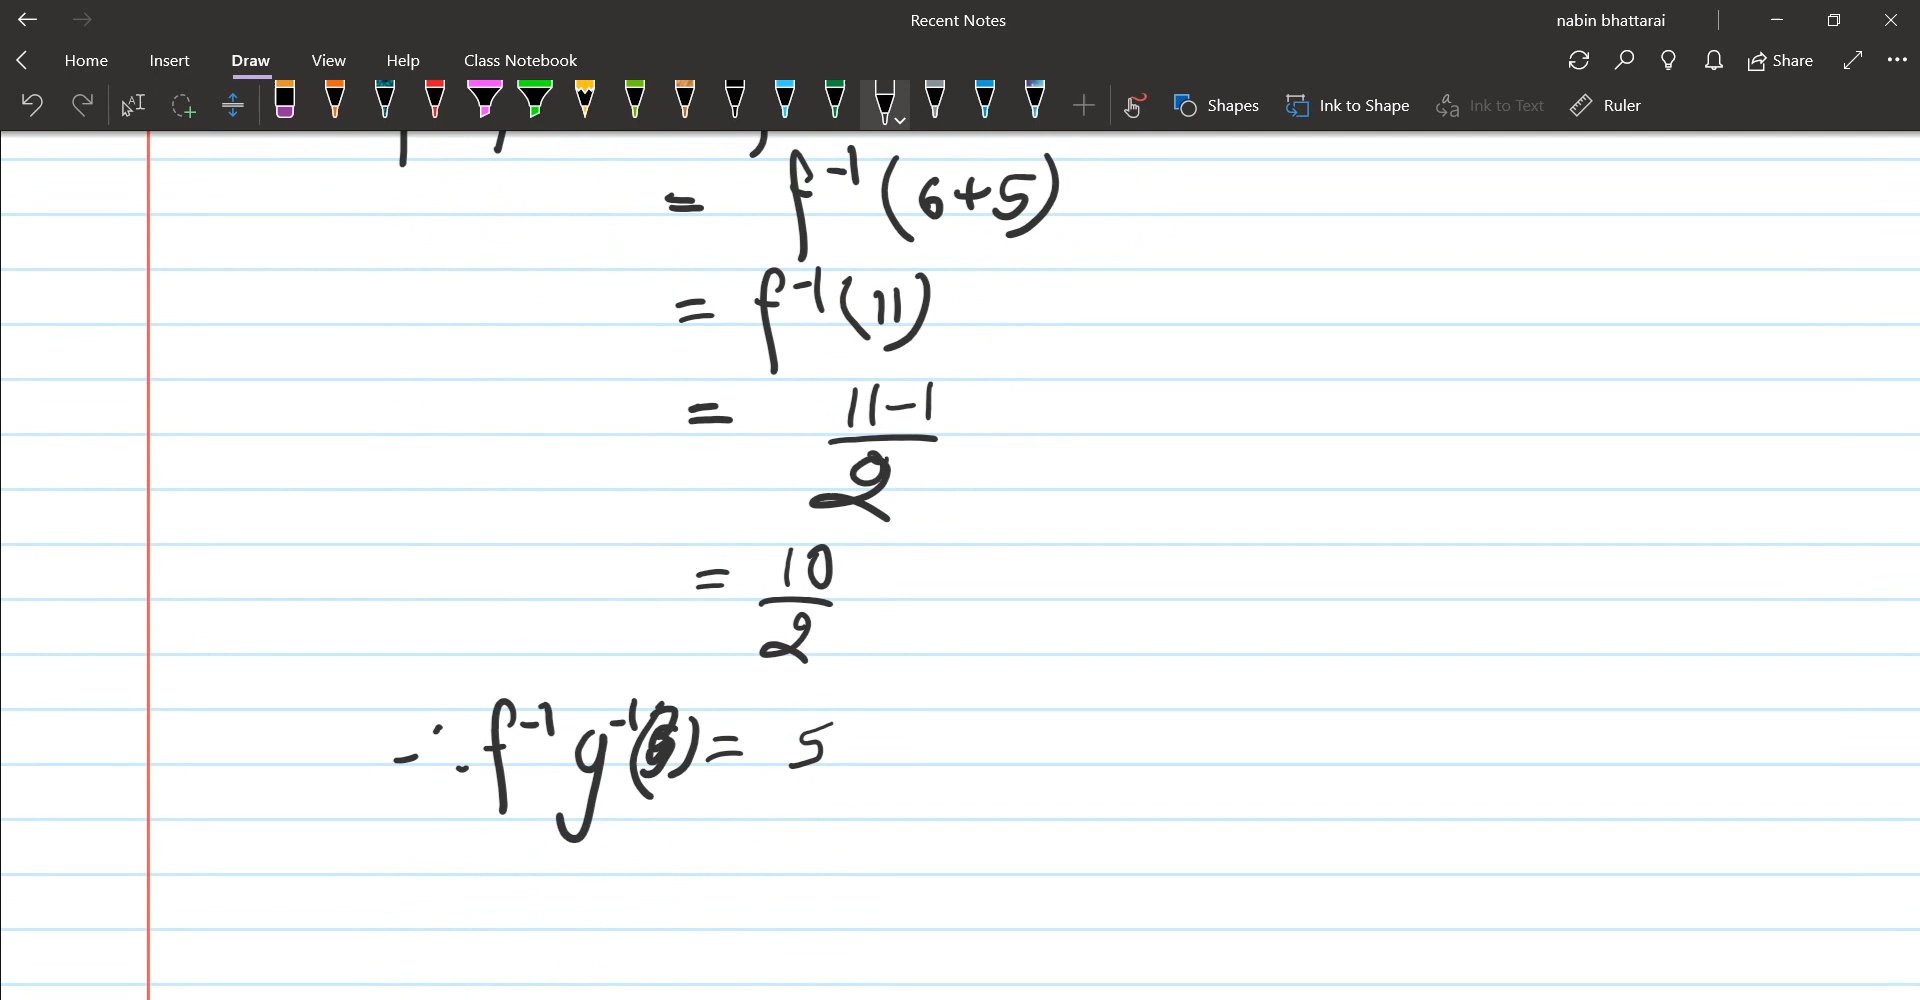 Recent Notes
nabin bhattarai
Home Insert Draw View Help Class Notebook
Share
Shapes Ink to Shape Ink to Text Ruler
= f⁻¹(6+5)
= f⁻¹(11)
= 11-1
2
= 10
2
∴ f⁻¹g⁻¹( ) = 5